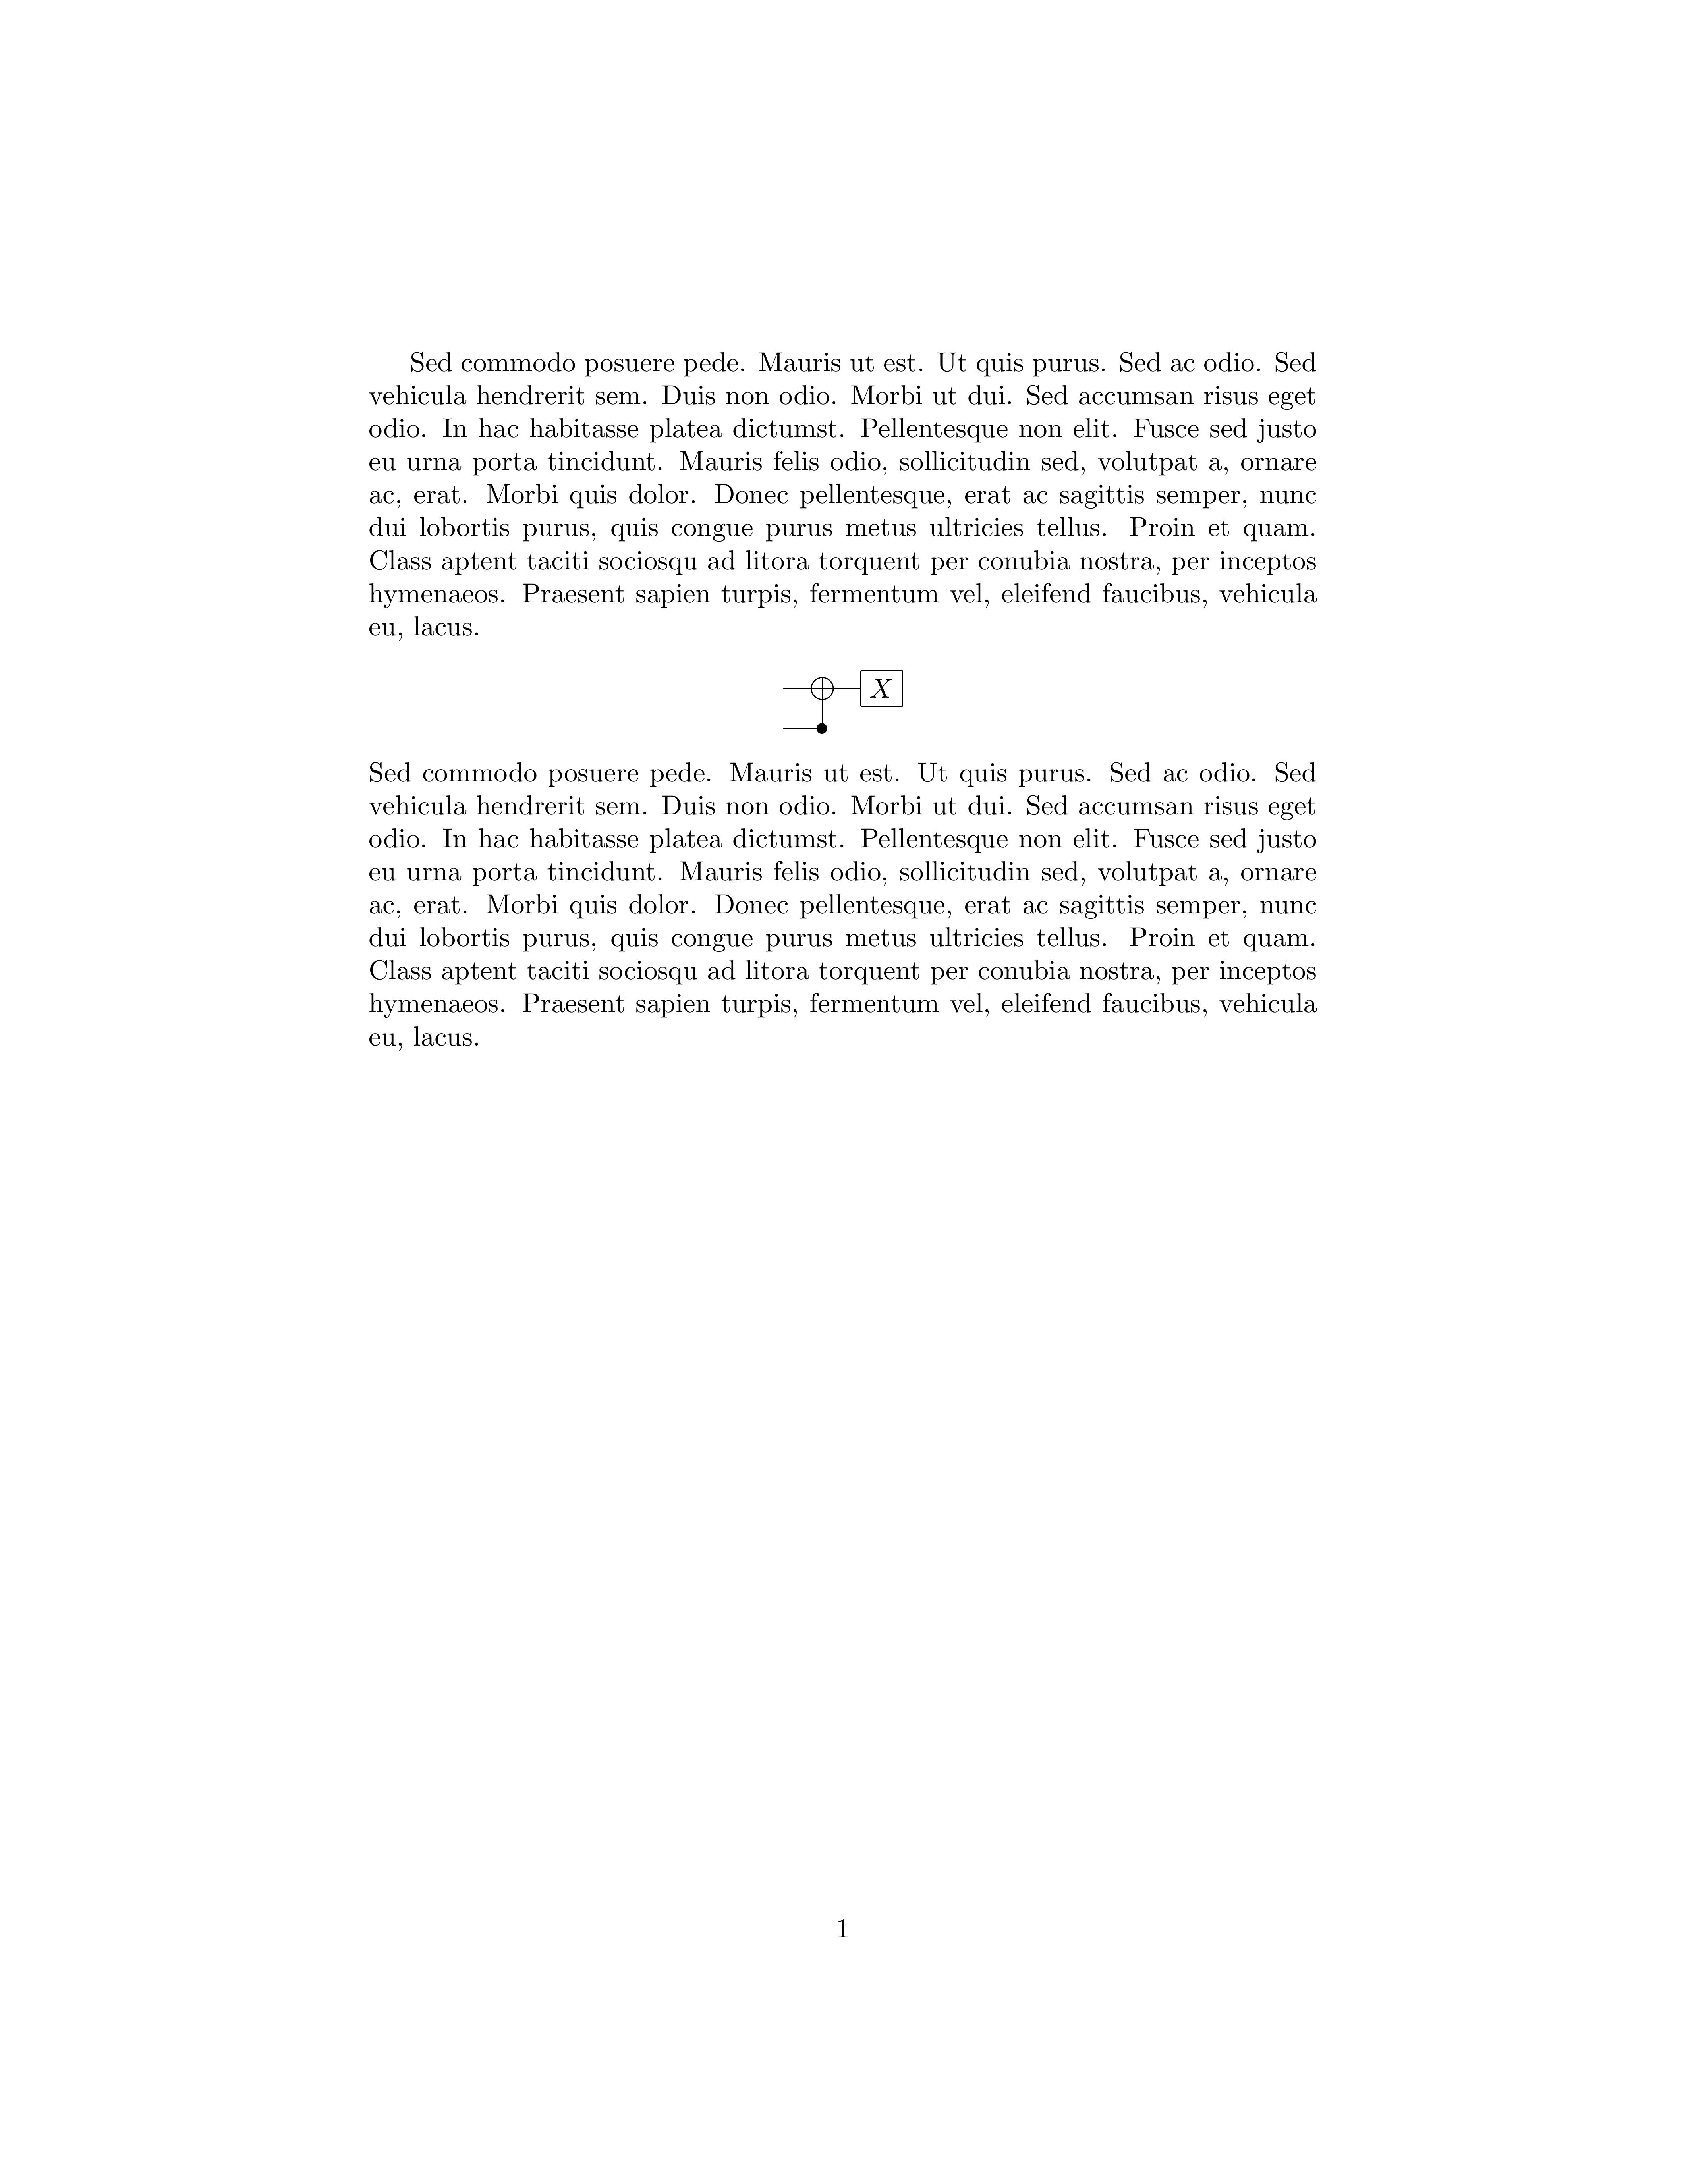 Sed commodo posuere pede. Mauris ut est. Ut quis purus. Sed ac odio. Sed
vehicula hendrerit sem. Duis non odio. Morbi ut dui. Sed accumsan risus eget
odio. In hac habitasse platea dictumst. Pellentesque non elit. Fusce sed justo
eu urna porta tincidunt. Mauris felis odio, sollicitudin sed, volutpat a, ornare
ac, erat. Morbi quis dolor. Donec pellentesque, erat ac sagittis semper, nunc
dui lobortis purus, quis congue purus metus ultricies tellus. Proin et quam.
Class aptent taciti sociosqu ad litora torquent per conubia nostra, per inceptos
hymenaeos. Praesent sapien turpis, fermentum vel, eleifend faucibus, vehicula
eu, lacus.
X
Sed commodo posuere pede. Mauris ut est. Ut quis purus. Sed ac odio. Sed
vehicula hendrerit sem. Duis non odio. Morbi ut dui. Sed accumsan risus eget
odio. In hac habitasse platea dictumst. Pellentesque non elit. Fusce sed justo
eu urna porta tincidunt. Mauris felis odio, sollicitudin sed, volutpat a, ornare
ac, erat. Morbi quis dolor. Donec pellentesque, erat ac sagittis semper, nunc
dui lobortis purus, quis congue purus metus ultricies tellus. Proin et quam.
Class aptent taciti sociosqu ad litora torquent per conubia nostra, per inceptos
hymenaeos. Praesent sapien turpis, fermentum vel, eleifend faucibus, vehicula
eu, lacus.
1